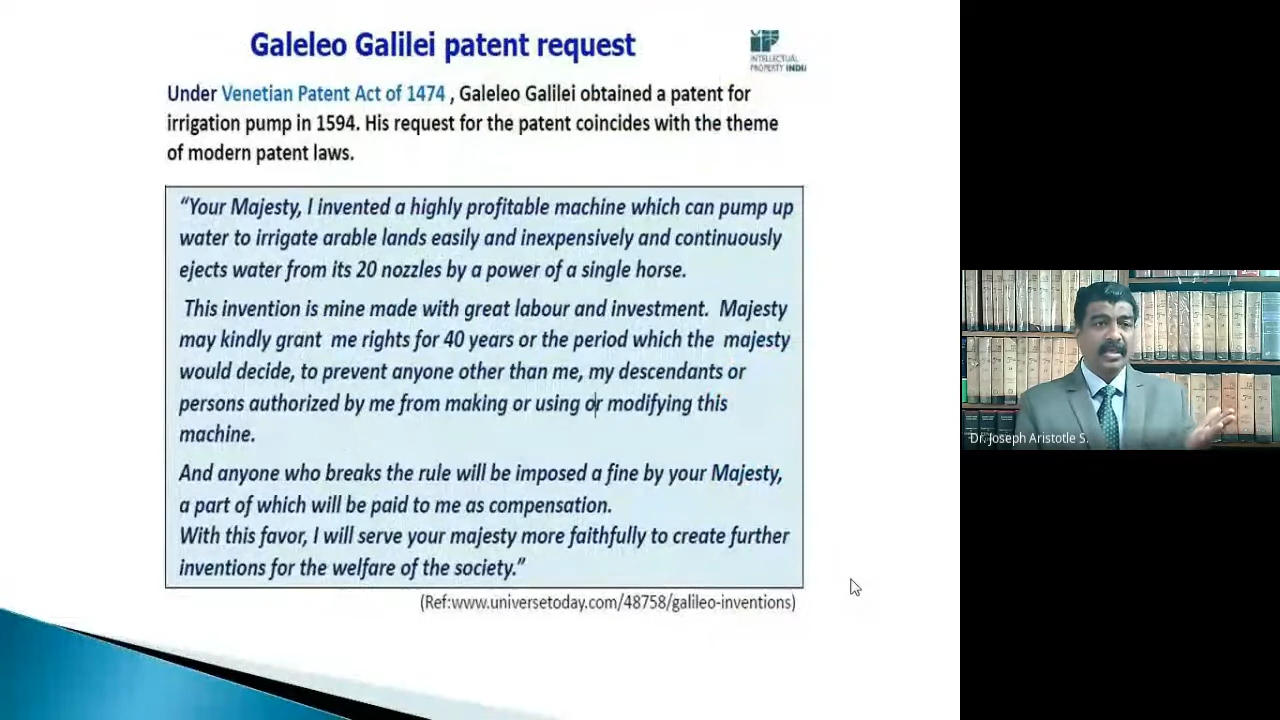 Galeleo Galilei patent request
INTELLECTUAL
PROPERTY INDIA
Under Venetian Patent Act of 1474 , Galeleo Galilei obtained a patent for
irrigation pump in 1594. His request for the patent coincides with the theme
of modern patent laws.
“Your Majesty, I invented a highly profitable machine which can pump up
water to irrigate arable lands easily and inexpensively and continuously
ejects water from its 20 nozzles by a power of a single horse.
This invention is mine made with great labour and investment. Majesty
may kindly grant me rights for 40 years or the period which the majesty
would decide, to prevent anyone other than me, my descendants or
persons authorized by me from making or using or modifying this
machine.
And anyone who breaks the rule will be imposed a fine by your Majesty,
a part of which will be paid to me as compensation.
With this favor, I will serve your majesty more faithfully to create further
inventions for the welfare of the society.”
(Ref:www.universetoday.com/48758/galileo-inventions)
Dr. Joseph Aristotle S.